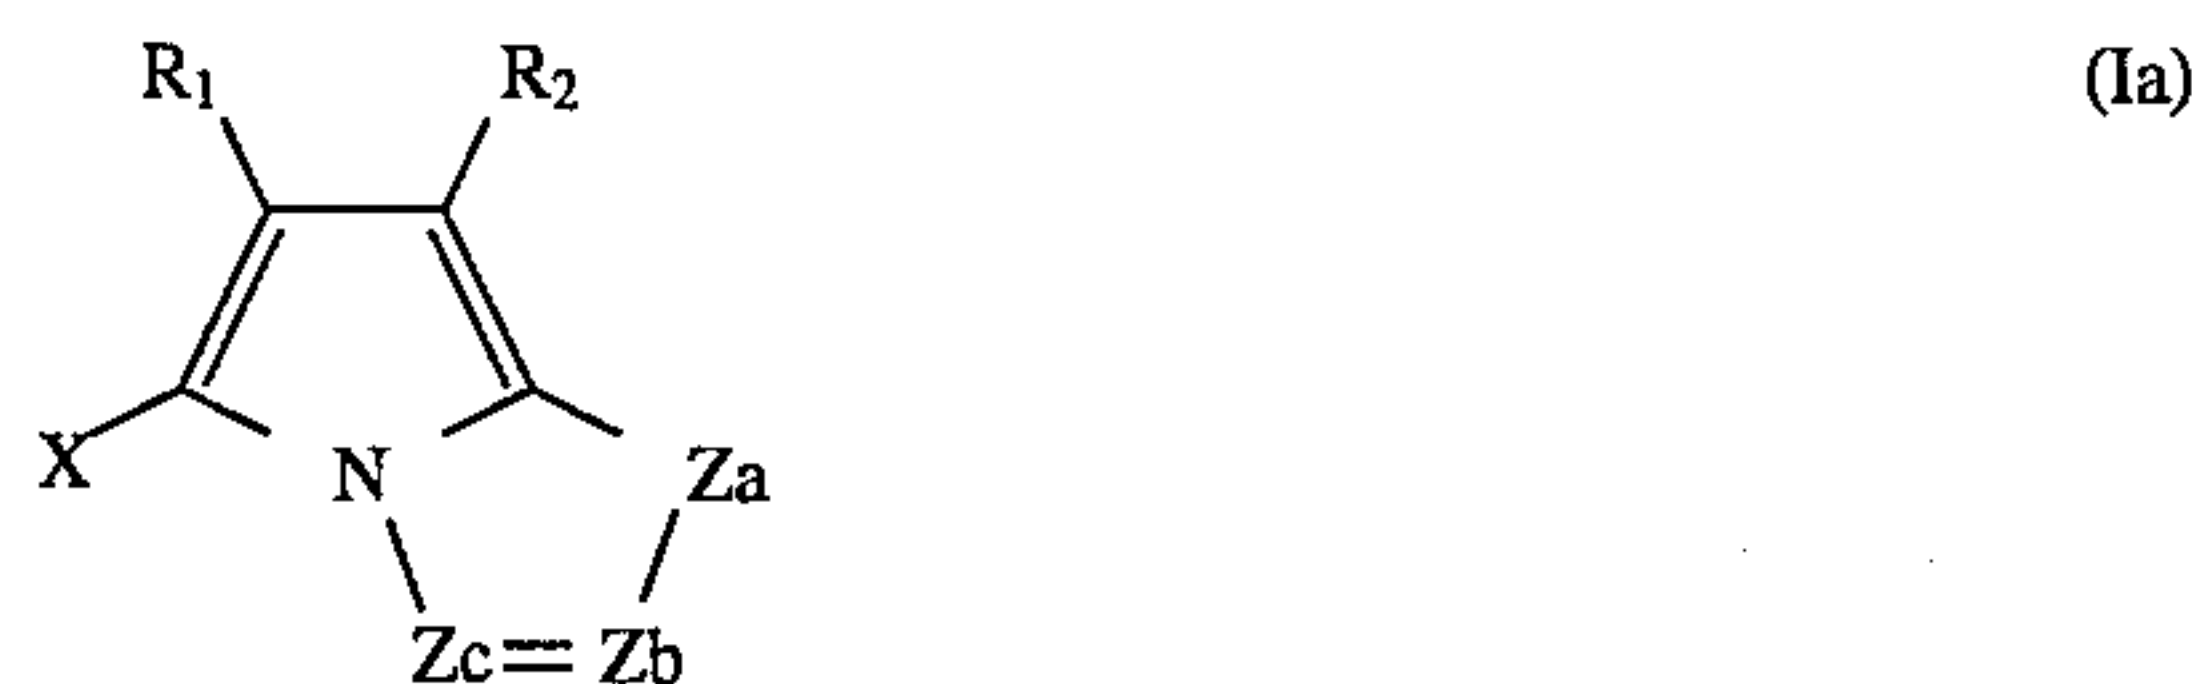 R₁ R₂ (Ia)
X N Za
Zc=Zb